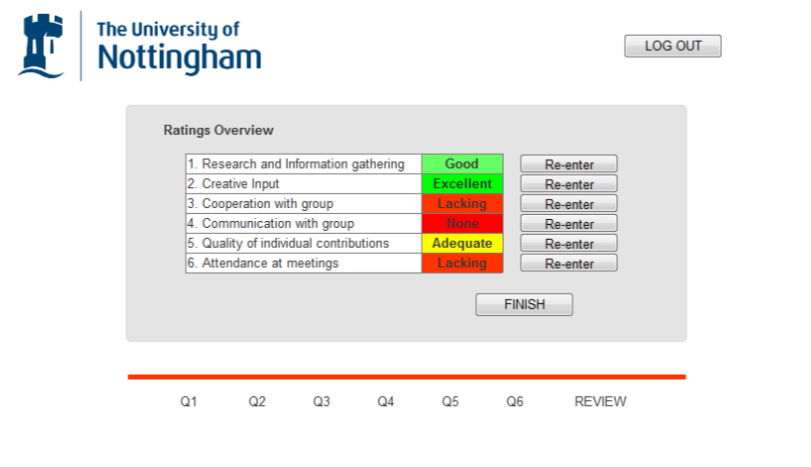 The University of
Nottingham
LOG OUT
Ratings Overview
1. Research and Information gathering Good Re-enter
2. Creative Input Excellent Re-enter
3. Cooperation with group Lacking Re-enter
4. Communication with group None Re-enter
5. Quality of individual contributions Adequate Re-enter
6. Attendance at meetings Lacking Re-enter
FINISH
Q1 Q2 Q3 Q4 Q5 Q6 REVIEW